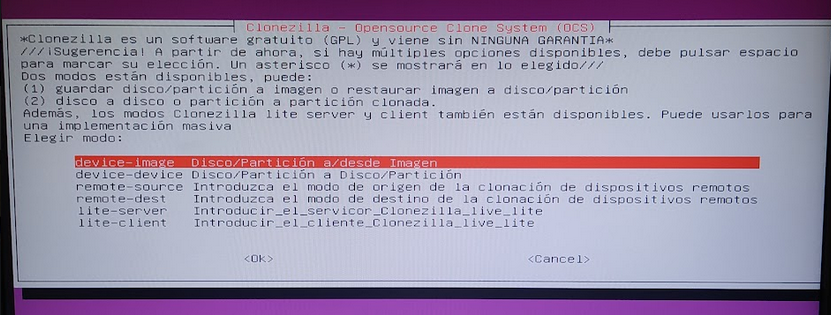 Clonezilla - Opensource Clone System (OCS)
*Clonezilla es un software gratuito (GPL) y viene sin NINGUNA GARANTIA*
///¡Sugerencia! A partir de ahora, si hay múltiples opciones disponibles, debe pulsar espacio
para marcar su elección. Un asterisco (*) se mostrará en lo elegido///
Dos modos están disponibles, puede:
(1) guardar disco/partición a imagen o restaurar imagen a disco/partición
(2) disco a disco o partición a partición clonada.
Además, los modos Clonezilla lite server y client también están disponibles. Puede usarlos para
una implementación masiva
Elegir modo:
device-image Disco/Partición a/desde Imagen
device-device Disco/Partición a Disco/Partición
remote-source Introduzca el modo de origen de la clonación de dispositivos remotos
remote-dest Introduzca el modo de destino de la clonación de dispositivos remotos
lite-server Introducir_el_servicor_Clonezilla_live_lite
lite-client Introducir_el_cliente_Clonezilla_live_lite
<Ok> <Cancel>